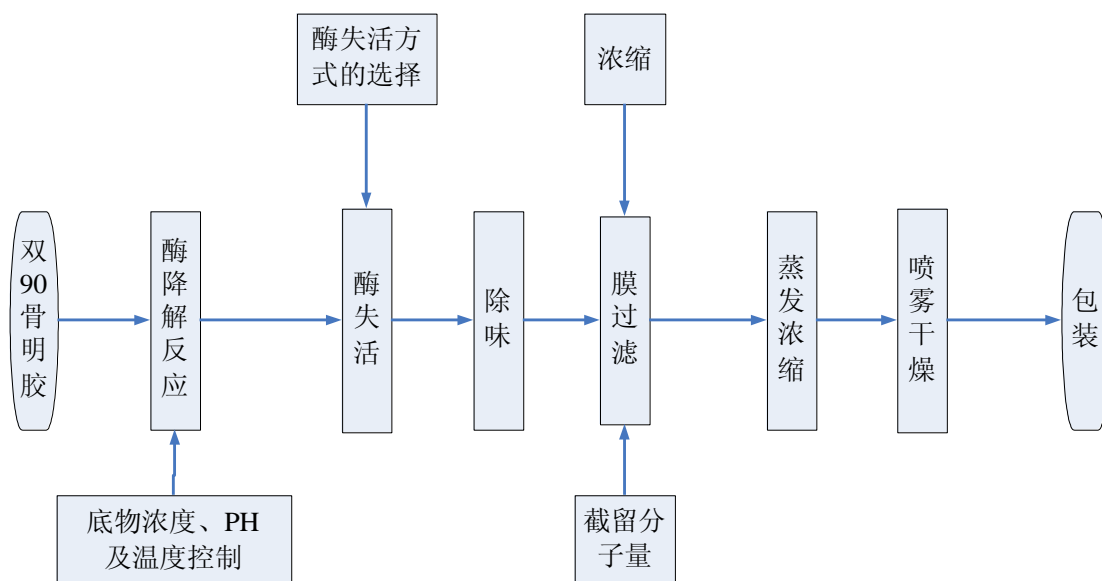 酶失活方
式的选择
浓缩
双
90
骨
明
胶
酶
降
解
反
应
酶
失
活
除
味
膜
过
滤
蒸
发
浓
缩
喷
雾
干
燥
包
装
底物浓度、PH
及温度控制
截留分
子量